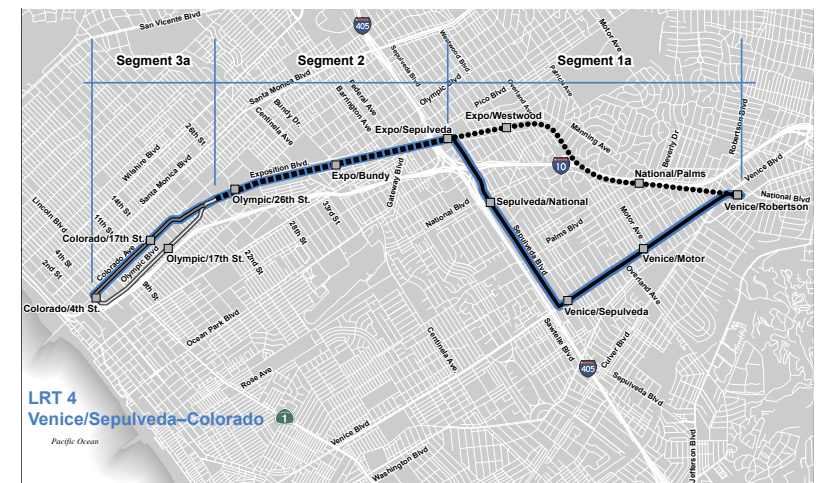 San Vicente Blvd
405
Motor Ave
Segment 3a
Segment 2
Segment 1a
Westwood Blvd
Sepulveda Blvd
Santa Monica Blvd
Federal Ave
Barrington Ave
Bundy Dr.
Centinela Ave
Olympic Blvd
Pico Blvd
Overland Ave
Patricia Ave
Robertson Blvd
26th St
Expo/Westwood
Expo/Sepulveda
Manning Ave
Beverly Dr
Wilshire Blvd
Santa Monica Blvd
Exposition Blvd.
Expo/Bundy
Gateway Blvd
10
National/Palms
Venice Blvd
National Blvd
Venice/Robertson
Olympic/26th St.
Lincoln Blvd
14th St
11th St
4th St
2nd St
Colorado/17th St.
Colorado Ave
Olympic Blvd
Olympic/17th St.
9th St
Colorado/4th St.
33rd St
28th St
22nd St
National Blvd
Sepulveda/National
Sepulveda Blvd
Palms Blvd
Motor Ave
Venice/Motor
Overland Ave
Venice/Sepulveda
Ocean Park Blvd
Centinela Ave
Sawtelle Blvd
Culver Blvd
405
Rose Ave
Sepulveda Blvd
LRT 4
Venice/Sepulveda–Colorado
1
Pacific Ocean
Venice Blvd
Washington Blvd
Jefferson Blvd